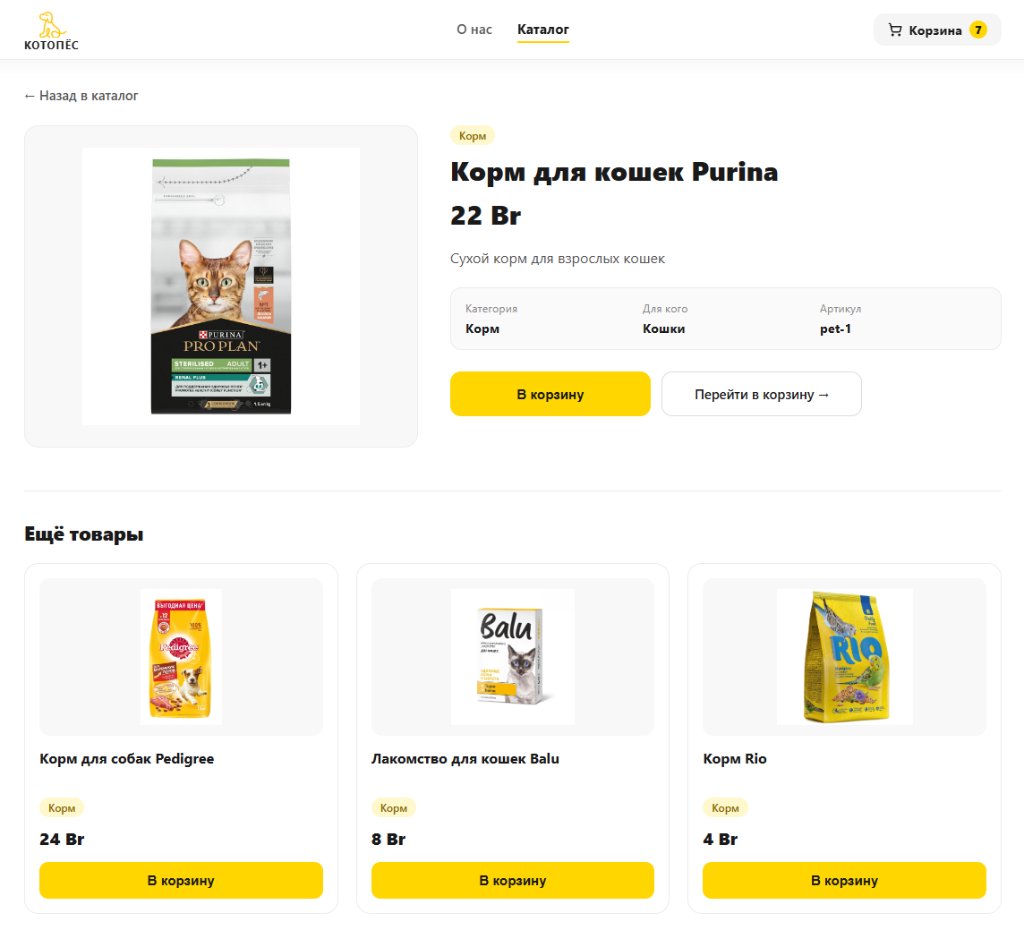 КОТОПЁС
О нас
Каталог
Корзина 7
← Назад в каталог
PURINA
PRO PLAN
STERILISED ADULT 1+
RENAL PLUS
Корм
Корм для кошек Purina
22 Br
Сухой корм для взрослых кошек
Категория
Корм
Для кого
Кошки
Артикул
pet-1
В корзину
Перейти в корзину →
Ещё товары
ВЫГОДНАЯ ЦЕНА!
Pedigree
Корм для собак Pedigree
Корм
24 Br
В корзину
Balu
Лакомство для кошек Balu
Корм
8 Br
В корзину
RIO
Корм Rio
Корм
4 Br
В корзину